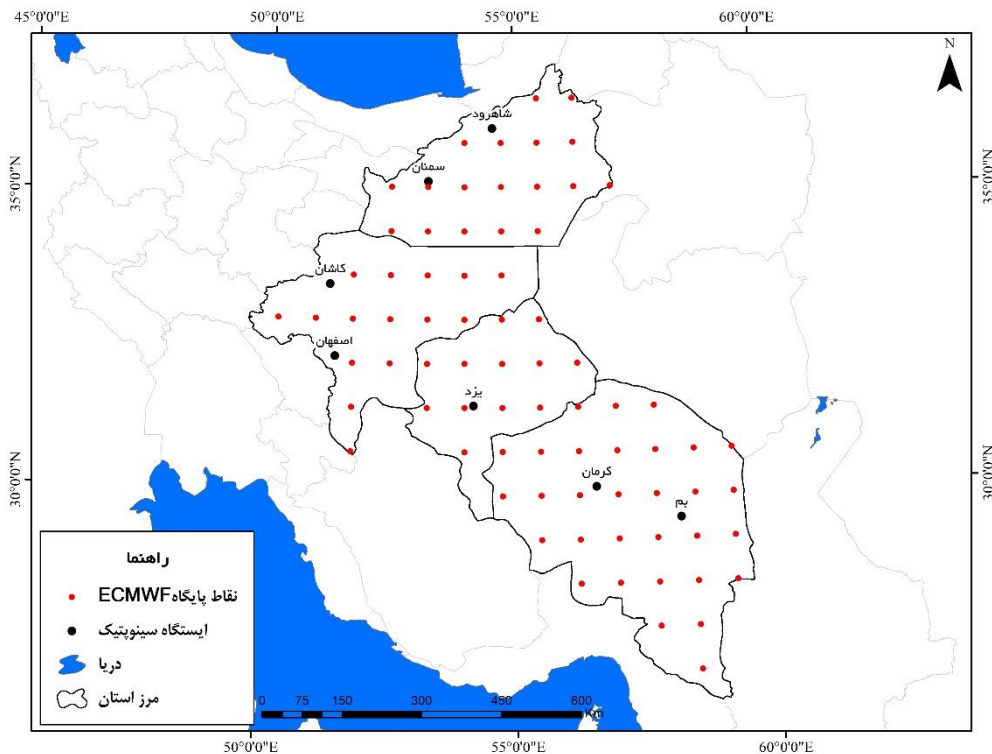 45°0'0"E 50°0'0"E 55°0'0"E 60°0'0"E
N
35°0'0"N 35°0'0"N
شاهرود
سمنان
کاشان
اصفهان
یزد
30°0'0"N 30°0'0"N
کرمان
بم
راهنما
نقاط پایگاه ECMWF
ایستگاه سینوپتیک
دریا
مرز استان
0 75 150 300 450 600
Km
50°0'0"E 55°0'0"E 60°0'0"E